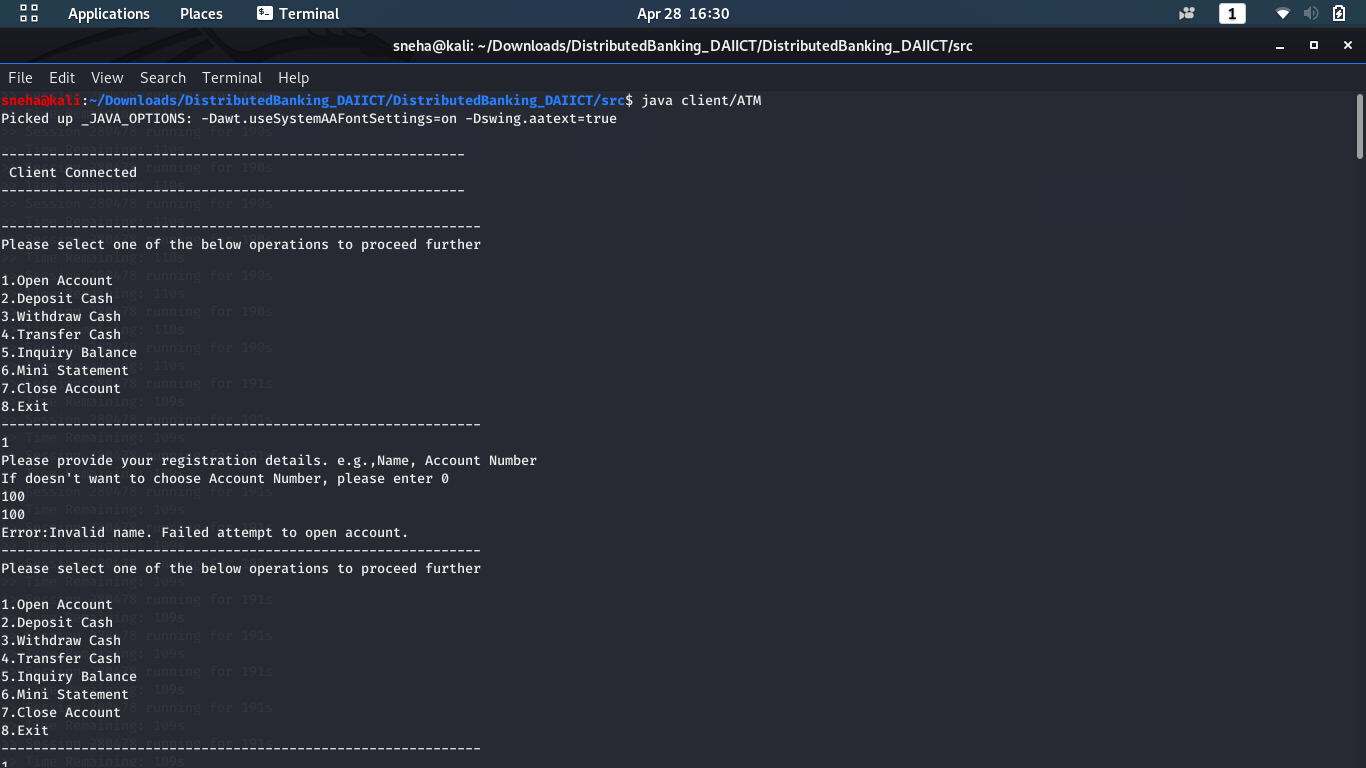 Applications Places Terminal Apr 28 16:30 1
sneha@kali: ~/Downloads/DistributedBanking_DAIICT/DistributedBanking_DAIICT/src
File Edit View Search Terminal Help
sneha@kali:~/Downloads/DistributedBanking_DAIICT/DistributedBanking_DAIICT/src$ java client/ATM
Picked up _JAVA_OPTIONS: -Dawt.useSystemAAFontSettings=on -Dswing.aatext=true
----------------------------------------------------------
Client Connected
----------------------------------------------------------
------------------------------------------------------------
Please select one of the below operations to proceed further
1.Open Account
2.Deposit Cash
3.Withdraw Cash
4.Transfer Cash
5.Inquiry Balance
6.Mini Statement
7.Close Account
8.Exit
------------------------------------------------------------
1
Please provide your registration details. e.g.,Name, Account Number
If doesn't want to choose Account Number, please enter 0
100
100
Error:Invalid name. Failed attempt to open account.
------------------------------------------------------------
Please select one of the below operations to proceed further
1.Open Account
2.Deposit Cash
3.Withdraw Cash
4.Transfer Cash
5.Inquiry Balance
6.Mini Statement
7.Close Account
8.Exit
------------------------------------------------------------
1